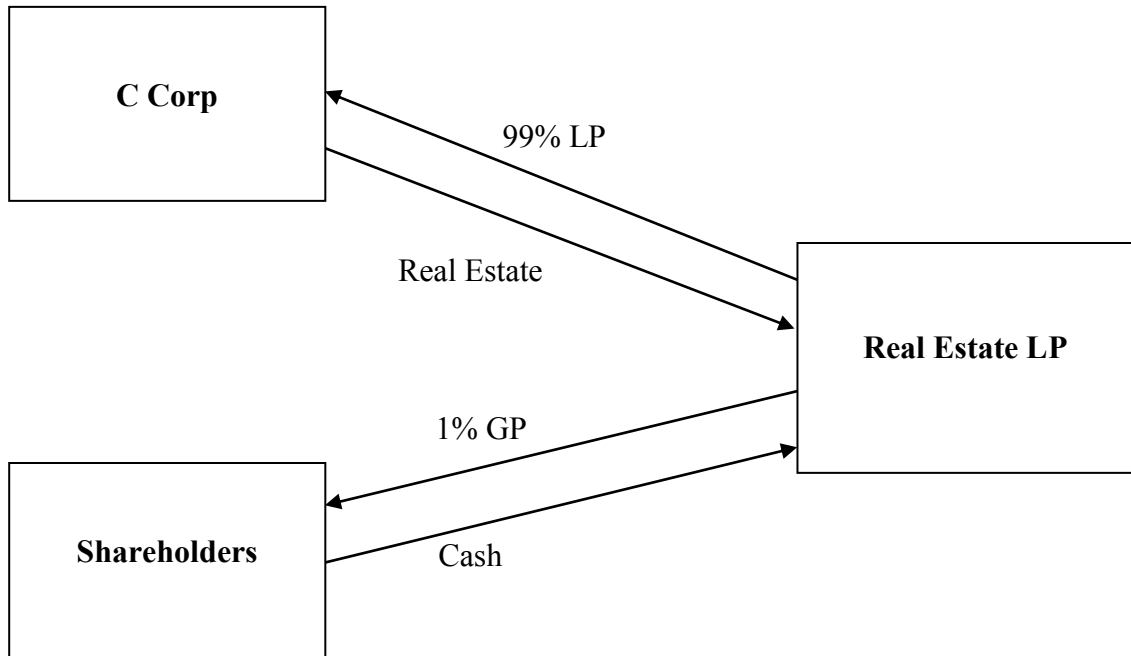 C Corp
99% LP
Real Estate
Real Estate LP
1% GP
Shareholders
Cash